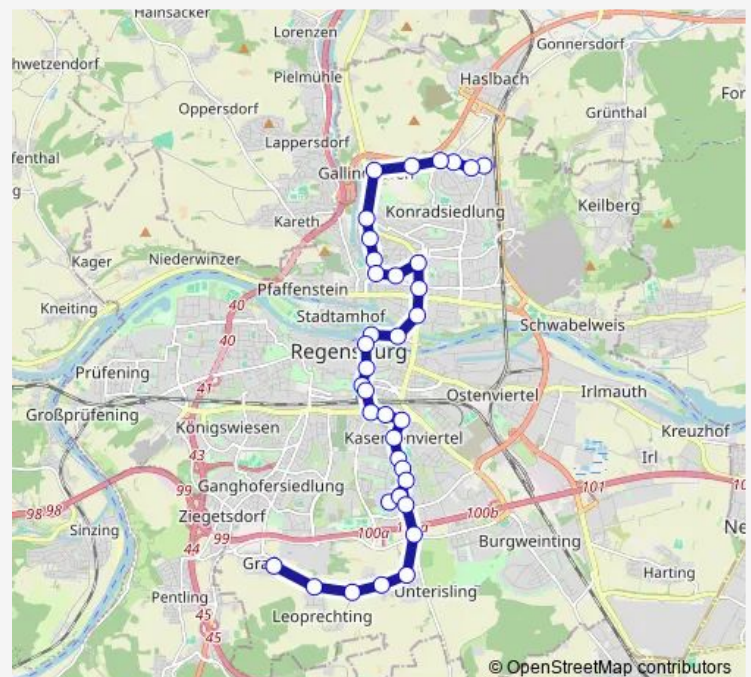 Hainsacker
Lorenzen
Gonnersdorf
hwetzendorf
Pielmühle
Haslbach
Oppersdorf
Grünthal
For
Lappersdorf
fenthal
Konradsiedlung
Keilberg
g
Kareth
Kager
Niederwinzer
Pfaffenstein
40
Kneiting
Stadtamhof
Schwabelweis
40
Prüfening
41
Ostenviertel
Irlmauth
Großprüfening
Königswiesen
Kreuzhof
43
Irl
Ganghofersiedlung
99
101
10
98 98
Ziegetsdorf
100b
Sinzing
99
100a
Ne
44
Burgweinting
Harting
Pentling
Unterisling
45
Leoprechting
45
© OpenStreetMap contributors